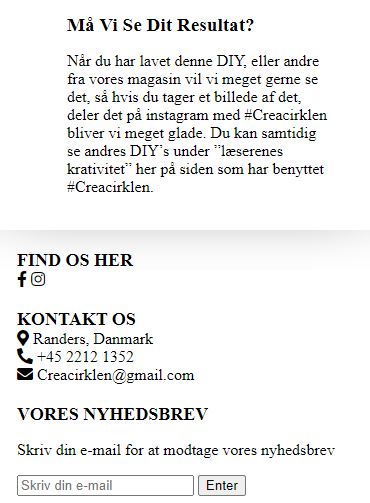 Må Vi Se Dit Resultat?
Når du har lavet denne DIY, eller andre
fra vores magasin vil vi meget gerne se
det, så hvis du tager et billede af det,
deler det på instagram med #Creacirklen
bliver vi meget glade. Du kan samtidig
se andres DIY’s under ”læserenes
krativitet” her på siden som har benyttet
#Creacirklen.
FIND OS HER
KONTAKT OS
Randers, Danmark
+45 2212 1352
Creacirklen@gmail.com
VORES NYHEDSBREV
Skriv din e-mail for at modtage vores nyhedsbrev
Skriv din e-mail Enter